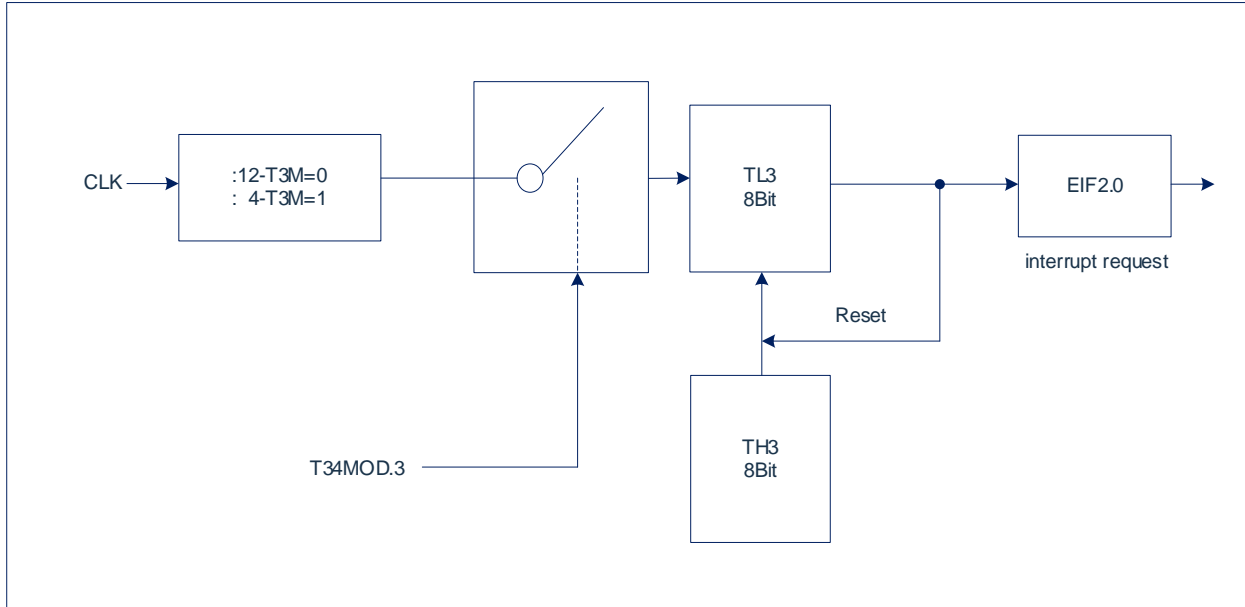 CLK
:12-T3M=0
: 4-T3M=1
TL3
8Bit
EIF2.0
interrupt request
Reset
TH3
8Bit
T34MOD.3